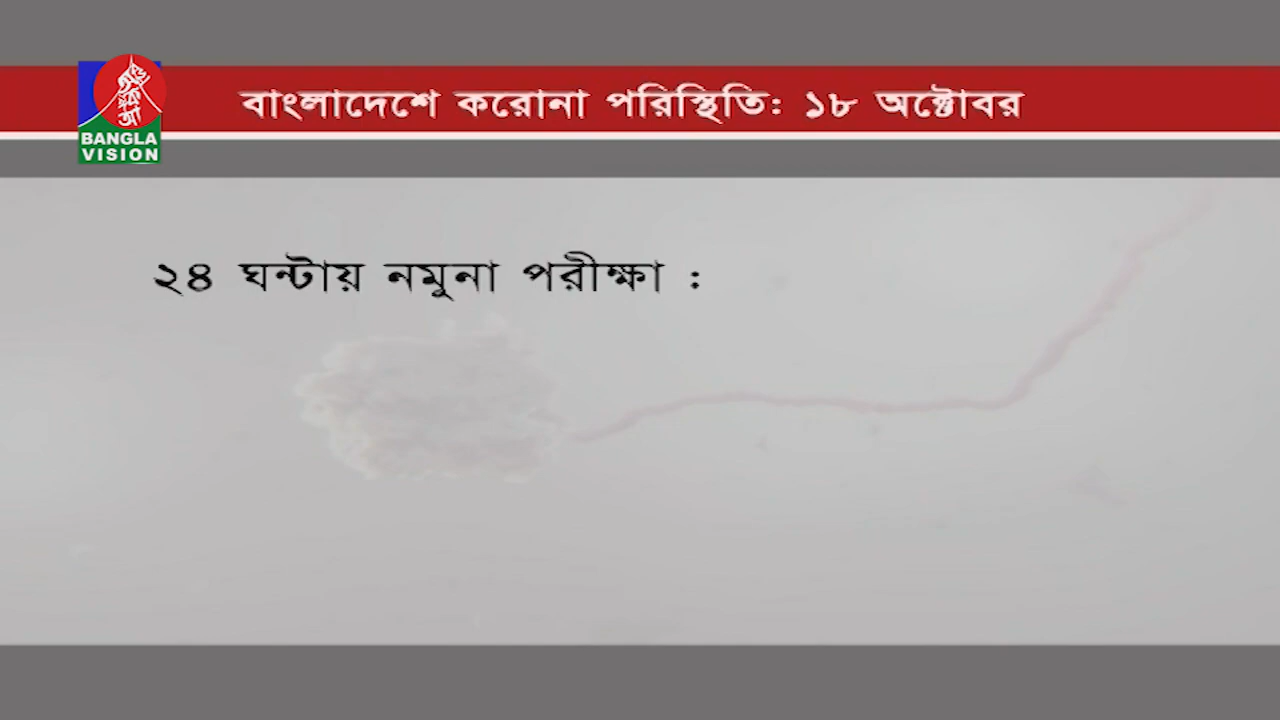 বাংলাদেশে করোনা পরিস্থিতি: ১৮ অক্টোবর
BANGLA
VISION
২৪ ঘন্টায় নমুনা পরীক্ষা :